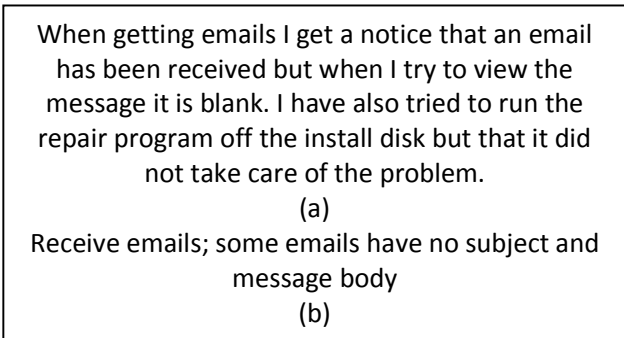 When getting emails I get a notice that an email
has been received but when I try to view the
message it is blank. I have also tried to run the
repair program off the install disk but that it did
not take care of the problem.
(a)
Receive emails; some emails have no subject and
message body
(b)